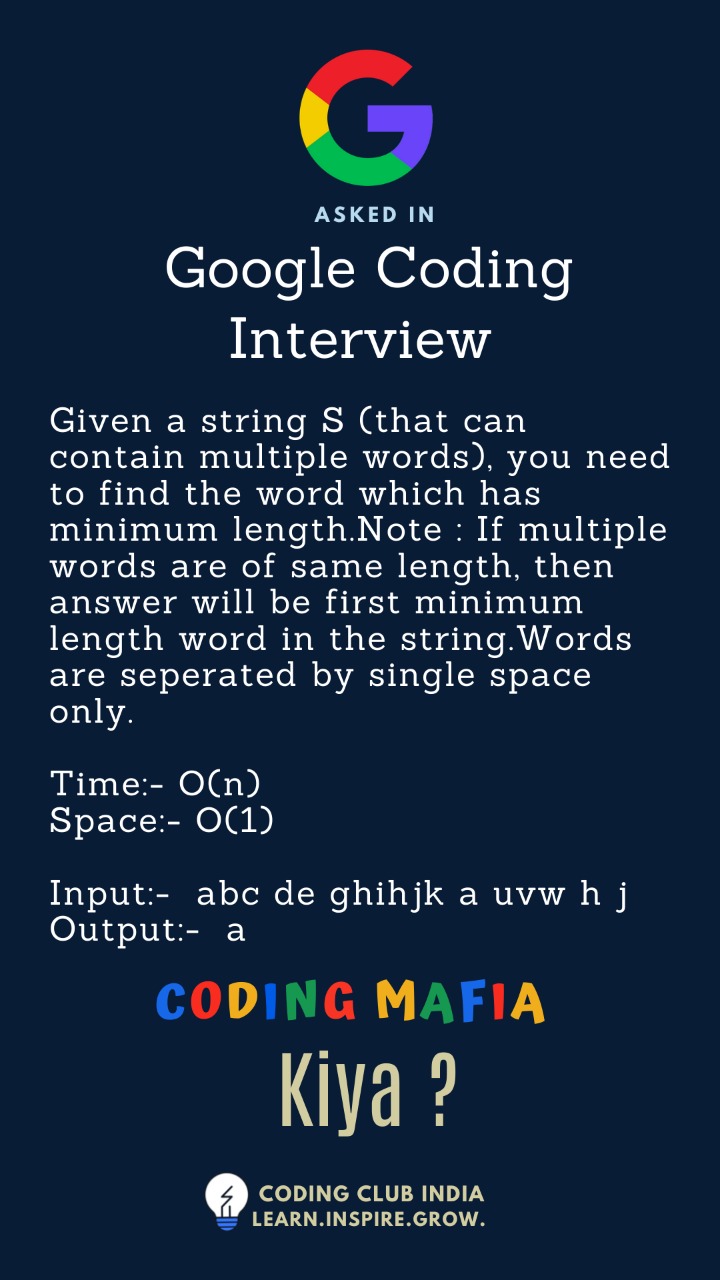 G
ASKED IN
Google Coding
Interview
Given a string S (that can
contain multiple words), you need
to find the word which has
minimum length.Note : If multiple
words are of same length, then
answer will be first minimum
length word in the string.Words
are seperated by single space
only.
Time:- O(n)
Space:- O(1)
Input:-  abc de ghihjk a uvw h j
Output:-  a
CODING MAFIA
Kiya ?
CODING CLUB INDIA
LEARN.INSPIRE.GROW.